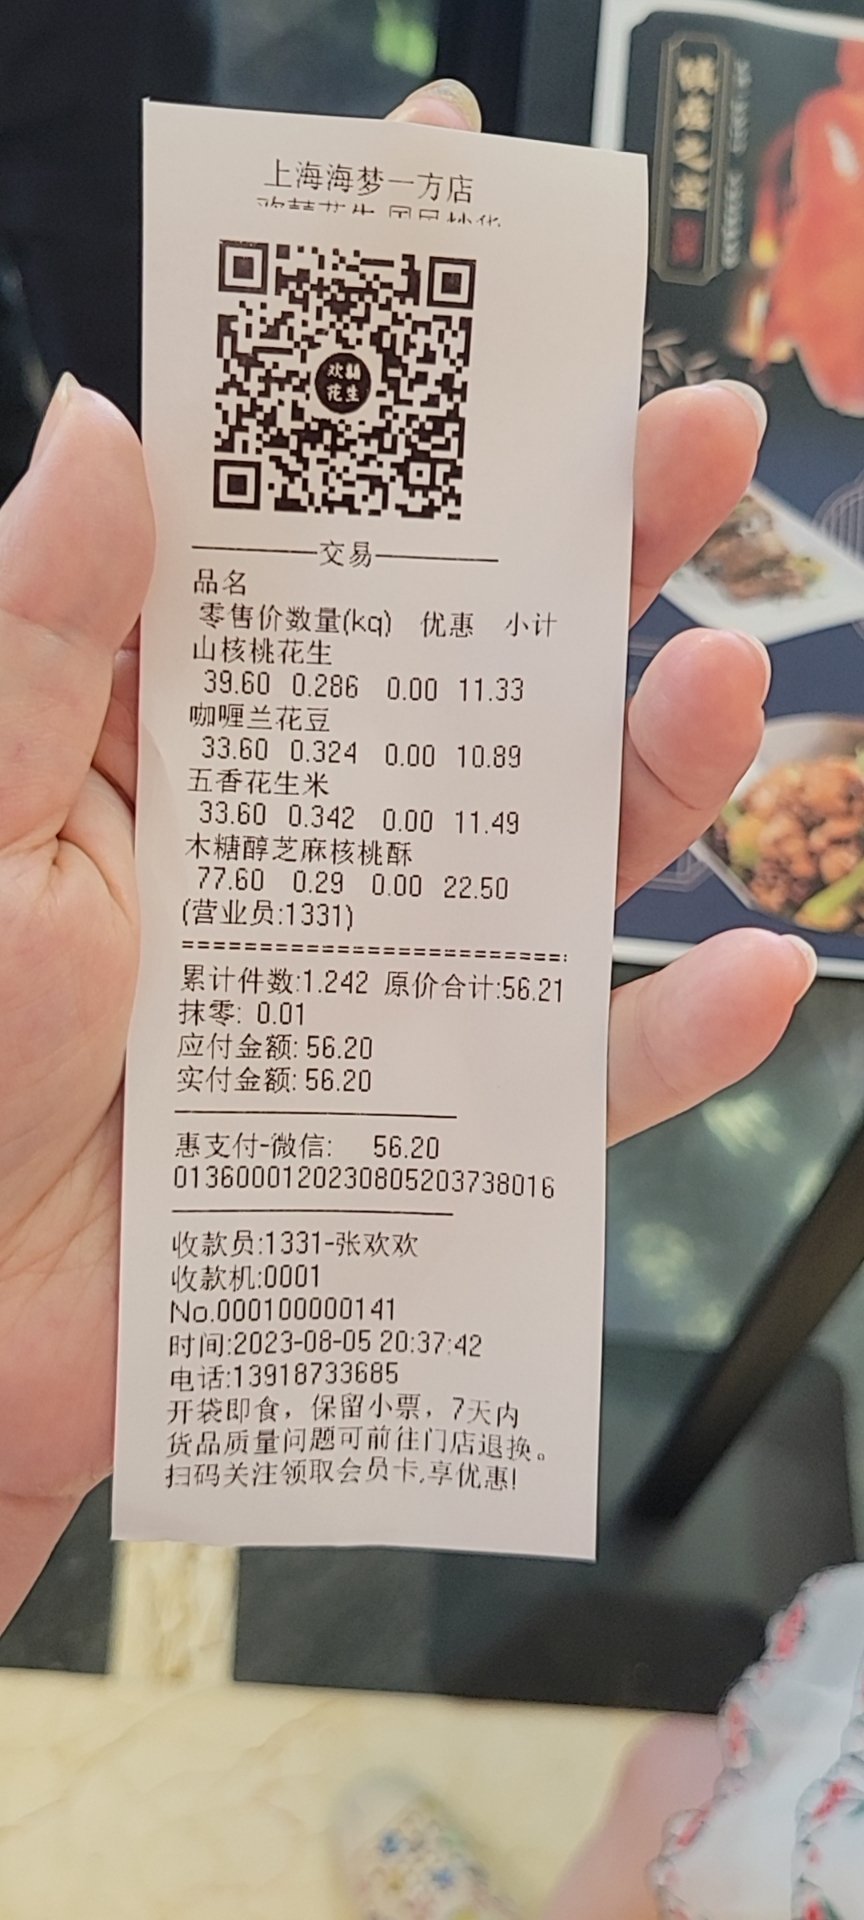 上海海梦一方店
欢囍
花生
交易
品名
零售价数量(kg) 优惠 小计
山核桃花生
39.60 0.286 0.00 11.33
咖喱兰花豆
33.60 0.324 0.00 10.89
五香花生米
33.60 0.342 0.00 11.49
木糖醇芝麻核桃酥
77.60 0.29 0.00 22.50
(营业员:1331)
累计件数:1.242 原价合计:56.21
抹零: 0.01
应付金额: 56.20
实付金额: 56.20
惠支付-微信: 56.20
0136000120230805203738016
收款员:1331-张欢欢
收款机:0001
No.000100000141
时间:2023-08-05 20:37:42
电话:13918733685
开袋即食，保留小票，7天内
货品质量问题可前往门店退换。
扫码关注领取会员卡,享优惠!
镇店之宝